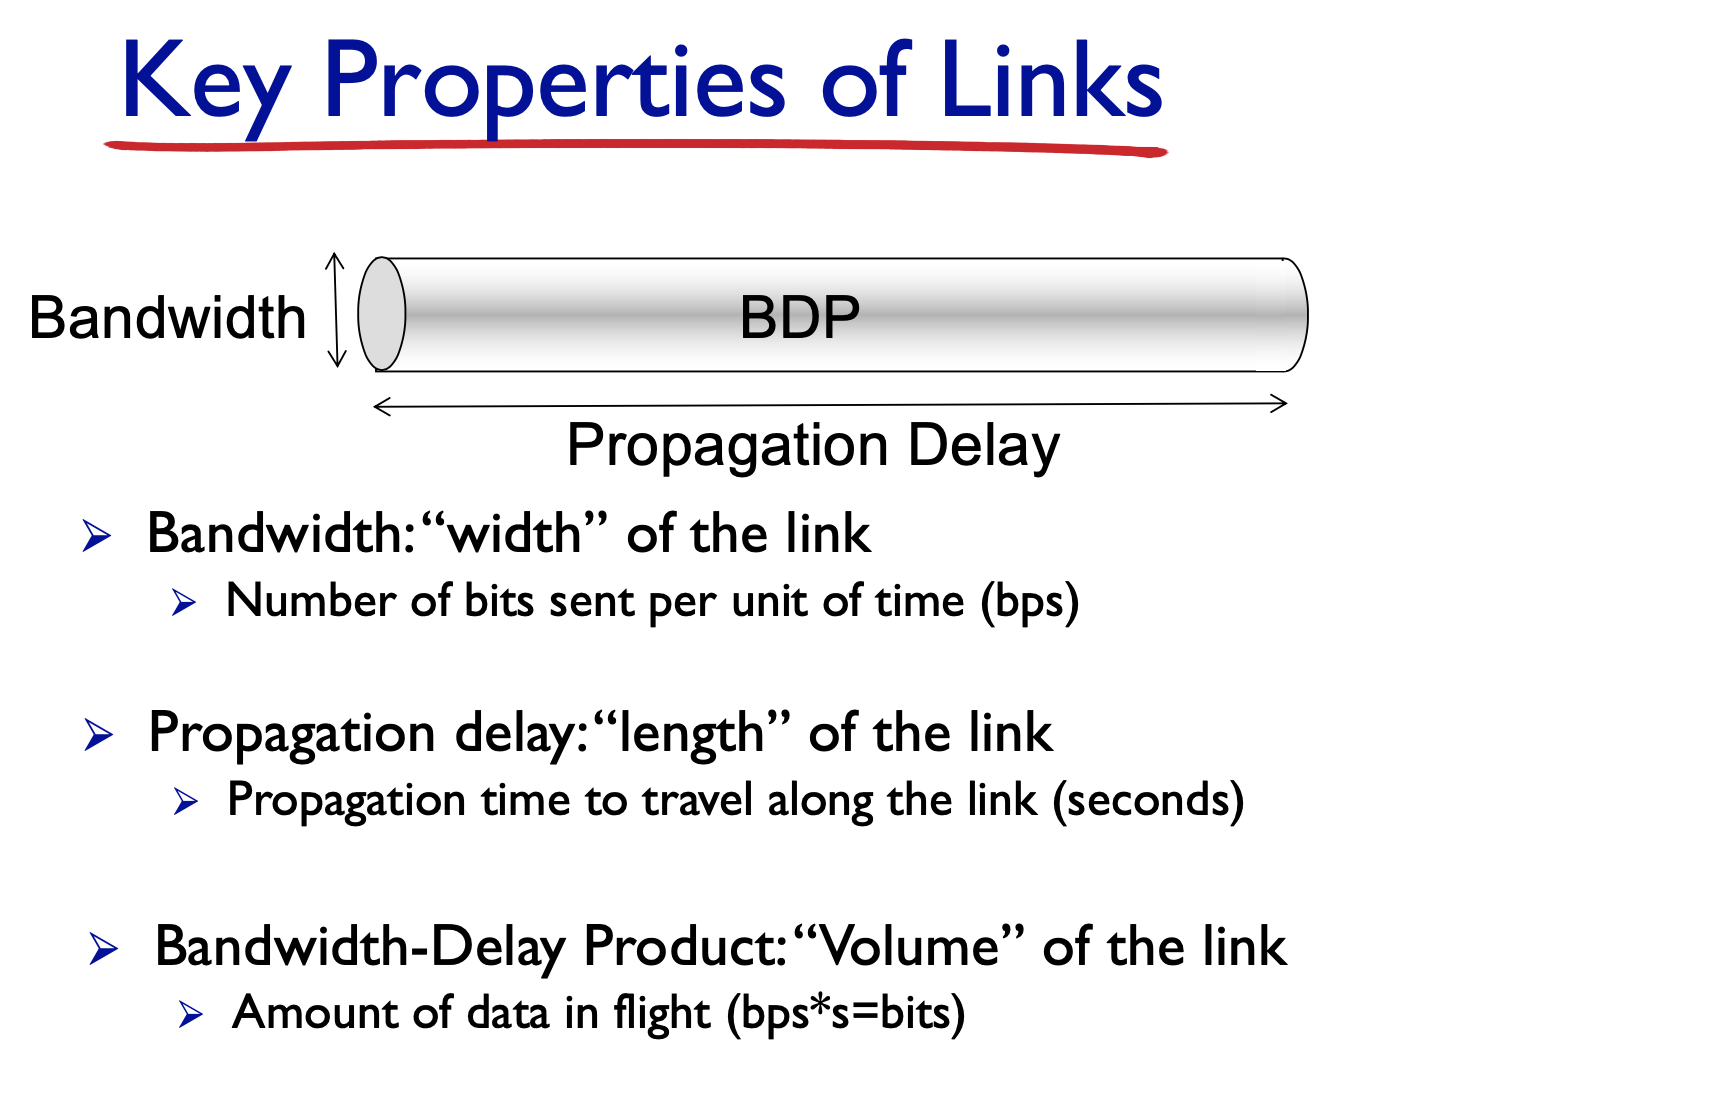 Key Properties of Links
Bandwidth
BDP
Propagation Delay
Bandwidth: “width” of the link
Number of bits sent per unit of time (bps)
Propagation delay: “length” of the link
Propagation time to travel along the link (seconds)
Bandwidth-Delay Product: “Volume” of the link
Amount of data in flight (bps*s=bits)